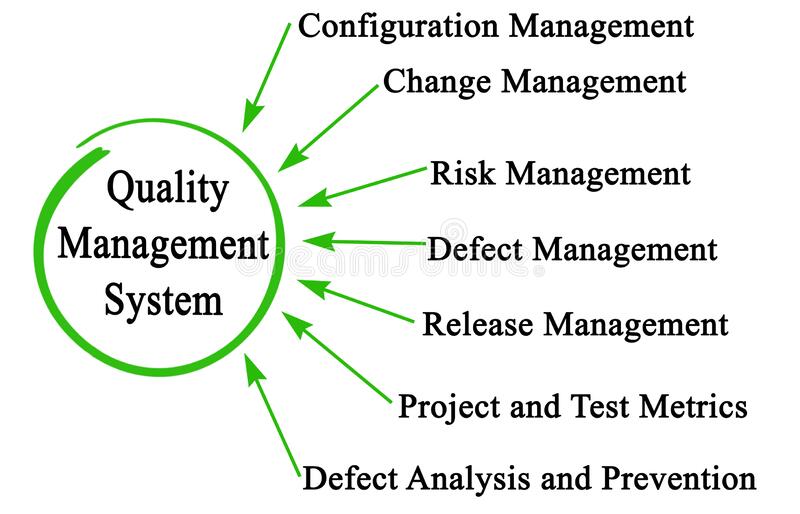 Configuration Management
Change Management
Risk Management
Defect Management
Release Management
Project and Test Metrics
Defect Analysis and Prevention
Quality
Management
System
dreamstime.